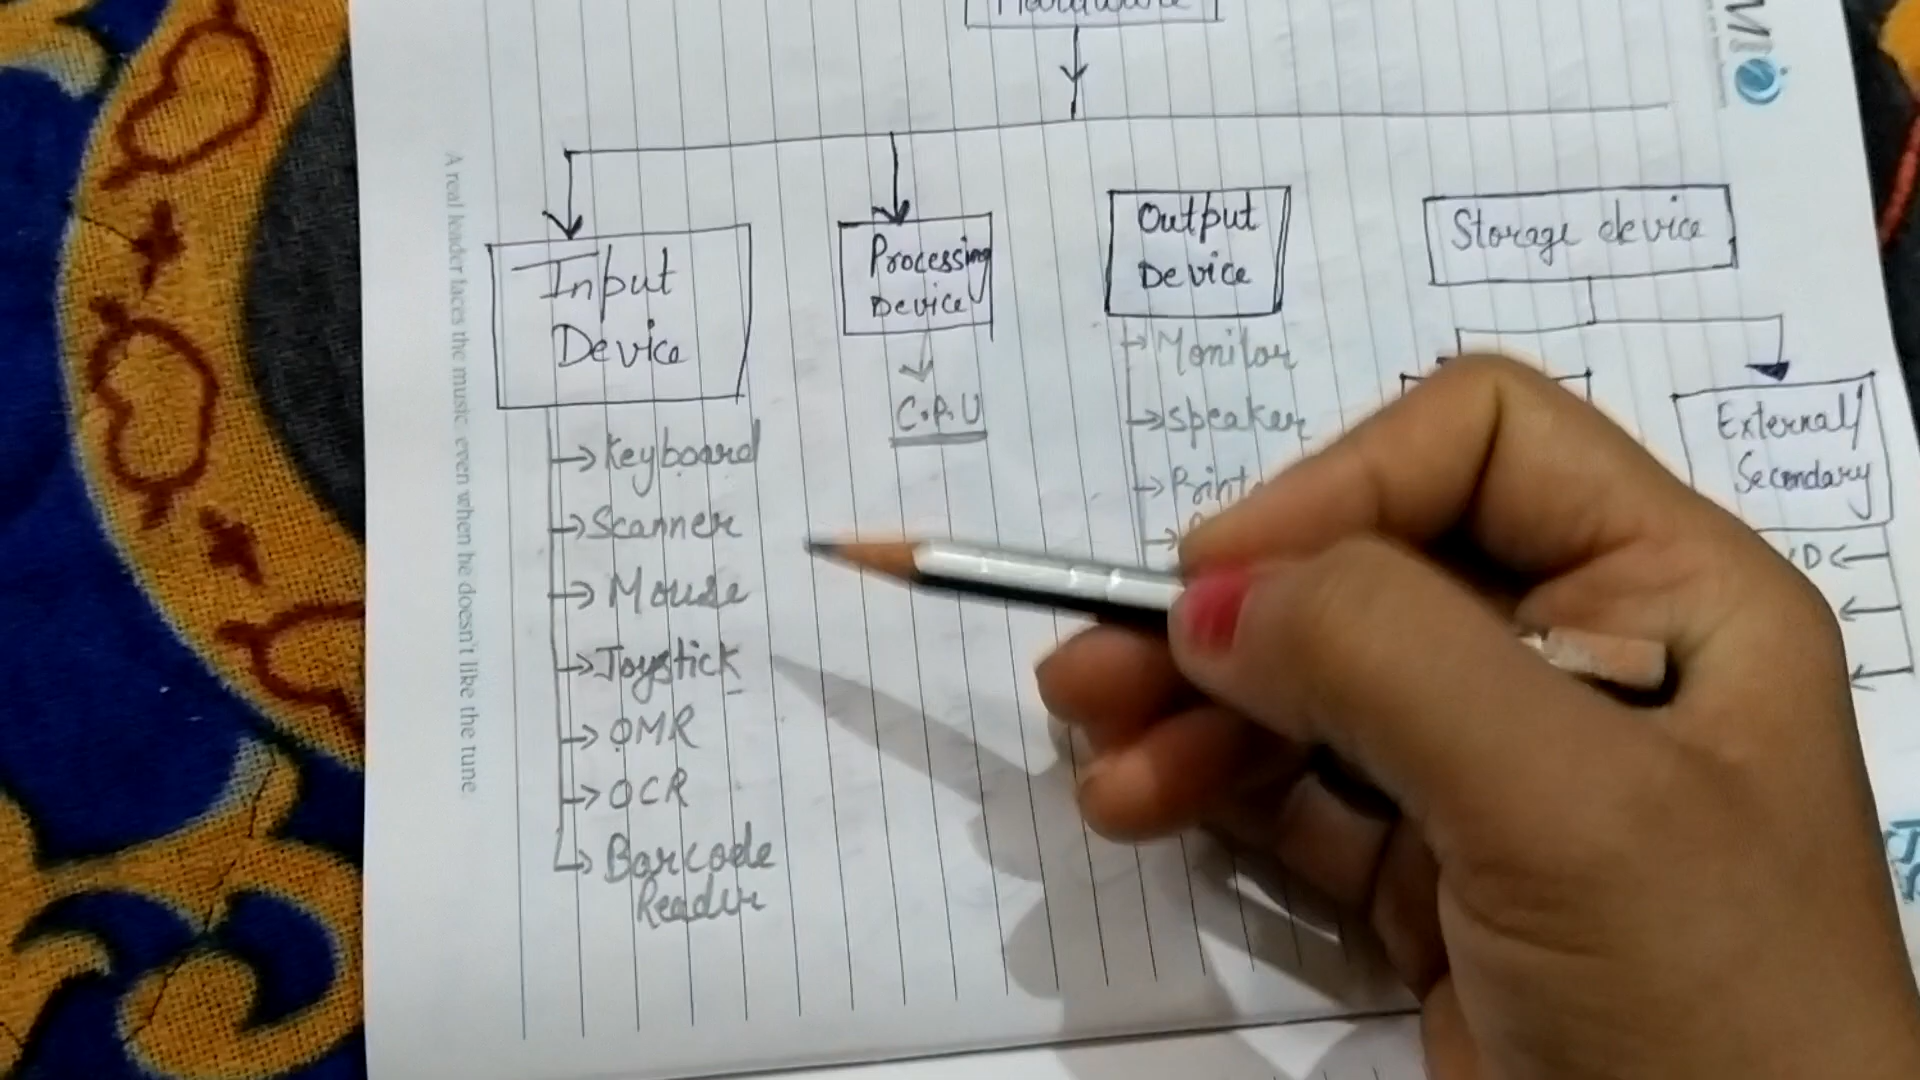 Hardware
Input
Device
Keyboard
Scanner
Mouse
Joystick
OMR
OCR
Barcode
Reader
Processing
Device
C.P.U
Output
Device
Monitor
Speaker
Storage device
External/
Secondary
A real leader faces the music, even when he doesn't like the tune